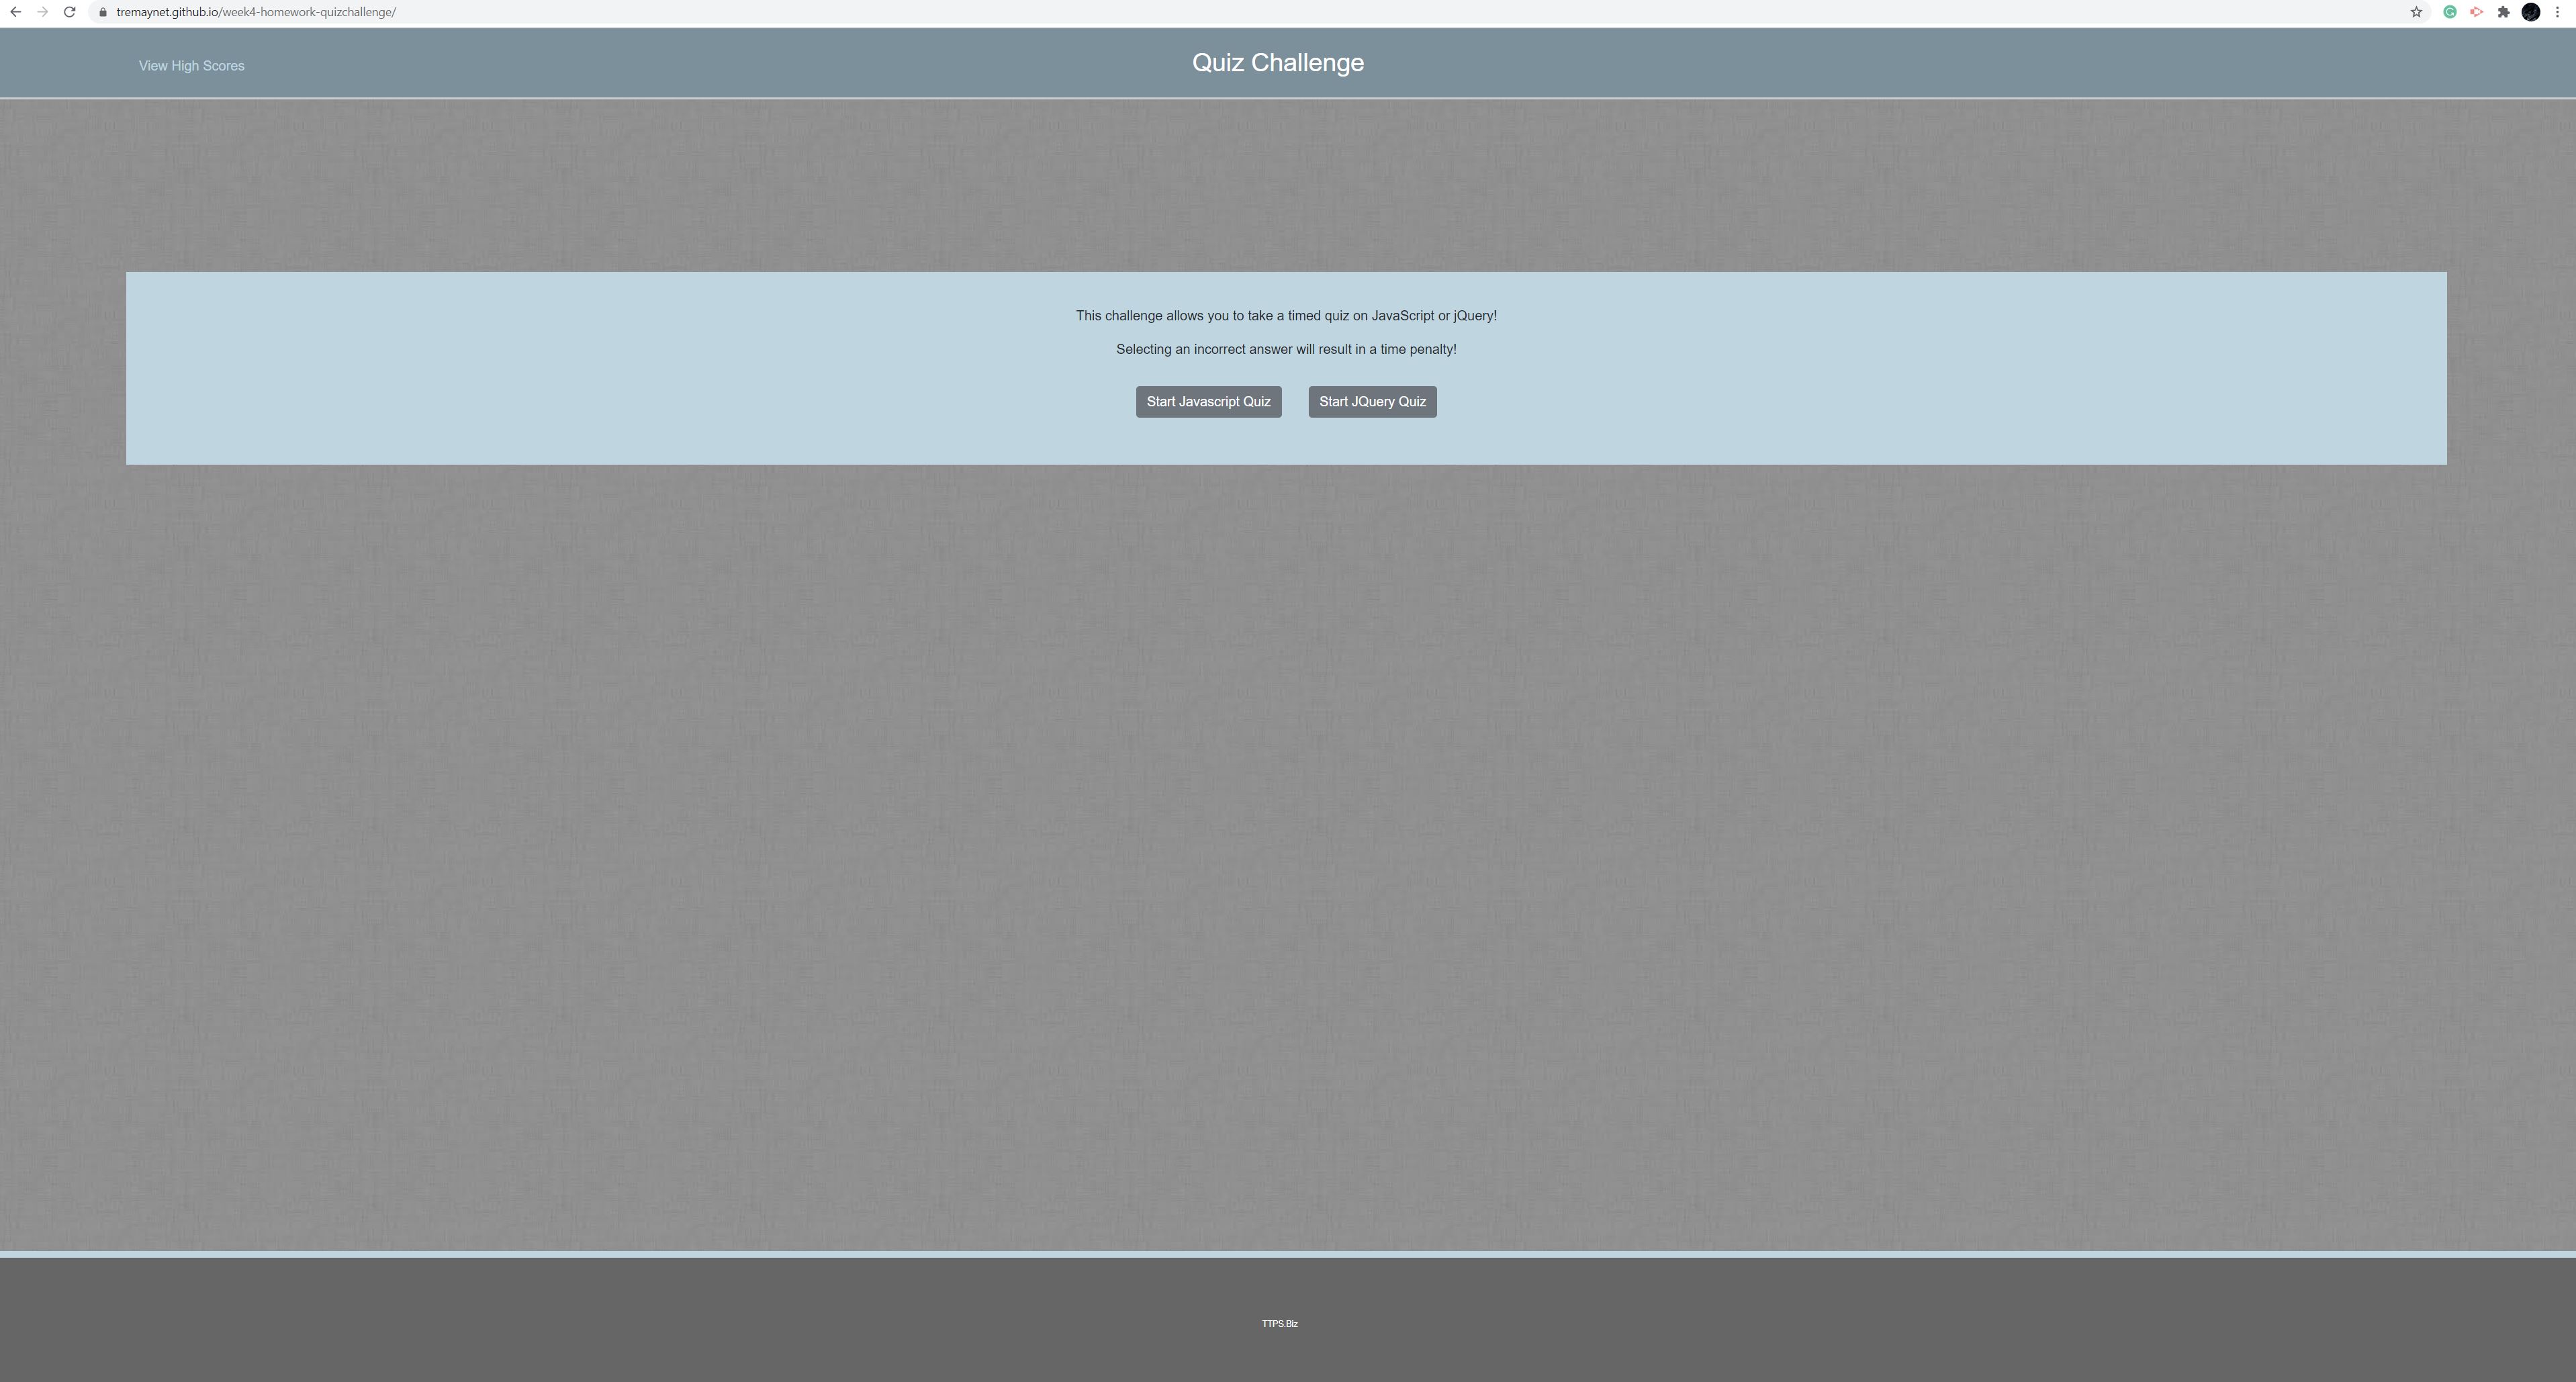 tremaynet.github.io/week4-homework-quizchallenge/
View High Scores
Quiz Challenge
This challenge allows you to take a timed quiz on JavaScript or jQuery!
Selecting an incorrect answer will result in a time penalty!
Start Javascript Quiz
Start JQuery Quiz
TTPS.Biz